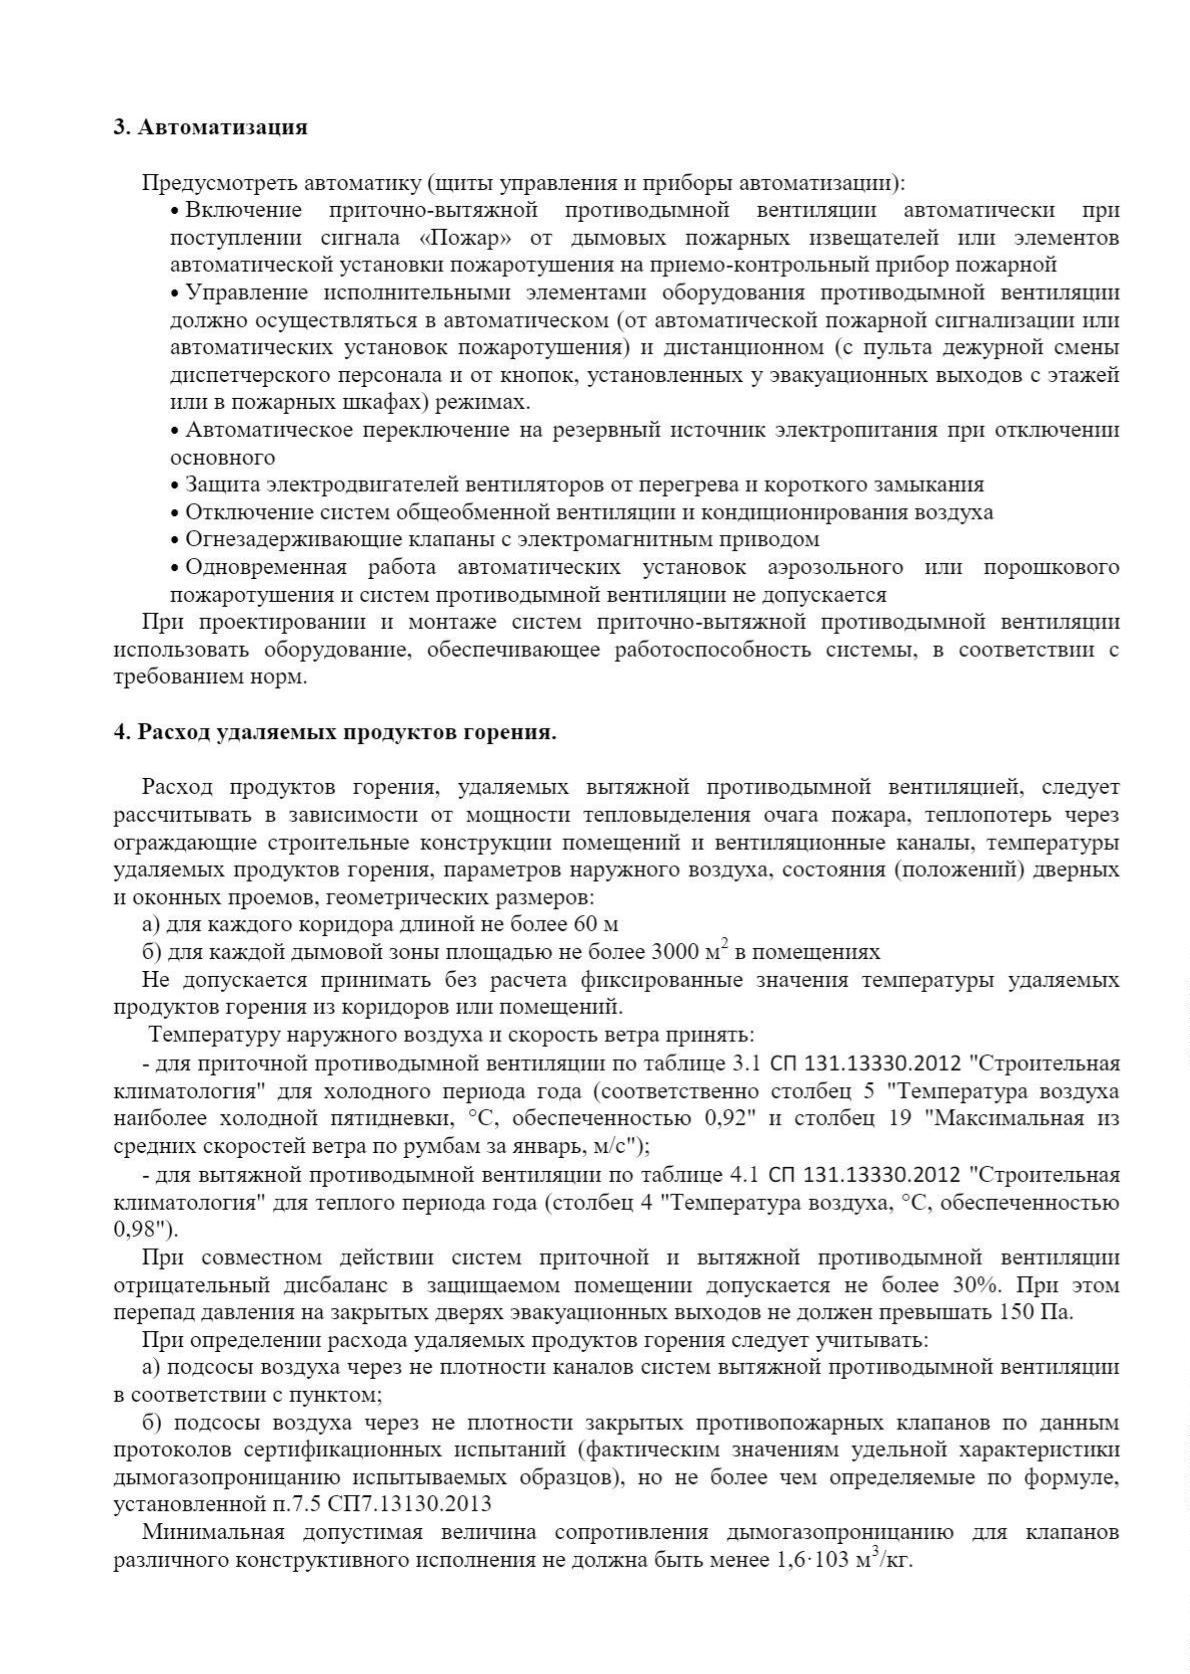 3. Автоматизация
Предусмотреть автоматику (щиты управления и приборы автоматизации):
• Включение приточно-вытяжной противодымной вентиляции автоматически при
поступлении сигнала «Пожар» от дымовых пожарных извещателей или элементов
автоматической установки пожаротушения на приемо-контрольный прибор пожарной
• Управление исполнительными элементами оборудования противодымной вентиляции
должно осуществляться в автоматическом (от автоматической пожарной сигнализации или
автоматических установок пожаротушения) и дистанционном (с пульта дежурной смены
диспетчерского персонала и от кнопок, установленных у эвакуационных выходов с этажей
или в пожарных шкафах) режимах.
• Автоматическое переключение на резервный источник электропитания при отключении
основного
• Защита электродвигателей вентиляторов от перегрева и короткого замыкания
• Отключение систем общеобменной вентиляции и кондиционирования воздуха
• Огнезадерживающие клапаны с электромагнитным приводом
• Одновременная работа автоматических установок аэрозольного или порошкового
пожаротушения и систем противодымной вентиляции не допускается
При проектировании и монтаже систем приточно-вытяжной противодымной вентиляции
использовать оборудование, обеспечивающее работоспособность системы, в соответствии с
требованием норм.
4. Расход удаляемых продуктов горения.
Расход продуктов горения, удаляемых вытяжной противодымной вентиляцией, следует
рассчитывать в зависимости от мощности тепловыделения очага пожара, теплопотерь через
ограждающие строительные конструкции помещений и вентиляционные каналы, температуры
удаляемых продуктов горения, параметров наружного воздуха, состояния (положений) дверных
и оконных проемов, геометрических размеров:
а) для каждого коридора длиной не более 60 м
б) для каждой дымовой зоны площадью не более 3000 м² в помещениях
Не допускается принимать без расчета фиксированные значения температуры удаляемых
продуктов горения из коридоров или помещений.
Температуру наружного воздуха и скорость ветра принять:
- для приточной противодымной вентиляции по таблице 3.1 СП 131.13330.2012 "Строительная
климатология" для холодного периода года (соответственно столбец 5 "Температура воздуха
наиболее холодной пятидневки, °С, обеспеченностью 0,92" и столбец 19 "Максимальная из
средних скоростей ветра по румбам за январь, м/с");
- для вытяжной противодымной вентиляции по таблице 4.1 СП 131.13330.2012 "Строительная
климатология" для теплого периода года (столбец 4 "Температура воздуха, °С, обеспеченностью
0,98").
При совместном действии систем приточной и вытяжной противодымной вентиляции
отрицательный дисбаланс в защищаемом помещении допускается не более 30%. При этом
перепад давления на закрытых дверях эвакуационных выходов не должен превышать 150 Па.
При определении расхода удаляемых продуктов горения следует учитывать:
а) подсосы воздуха через не плотности каналов систем вытяжной противодымной вентиляции
в соответствии с пунктом;
б) подсосы воздуха через не плотности закрытых противопожарных клапанов по данным
протоколов сертификационных испытаний (фактическим значениям удельной характеристики
дымогазопроницанию испытываемых образцов), но не более чем определяемые по формуле,
установленной п.7.5 СП7.13130.2013
Минимальная допустимая величина сопротивления дымогазопроницанию для клапанов
различного конструктивного исполнения не должна быть менее 1,6·103 м³/кг.